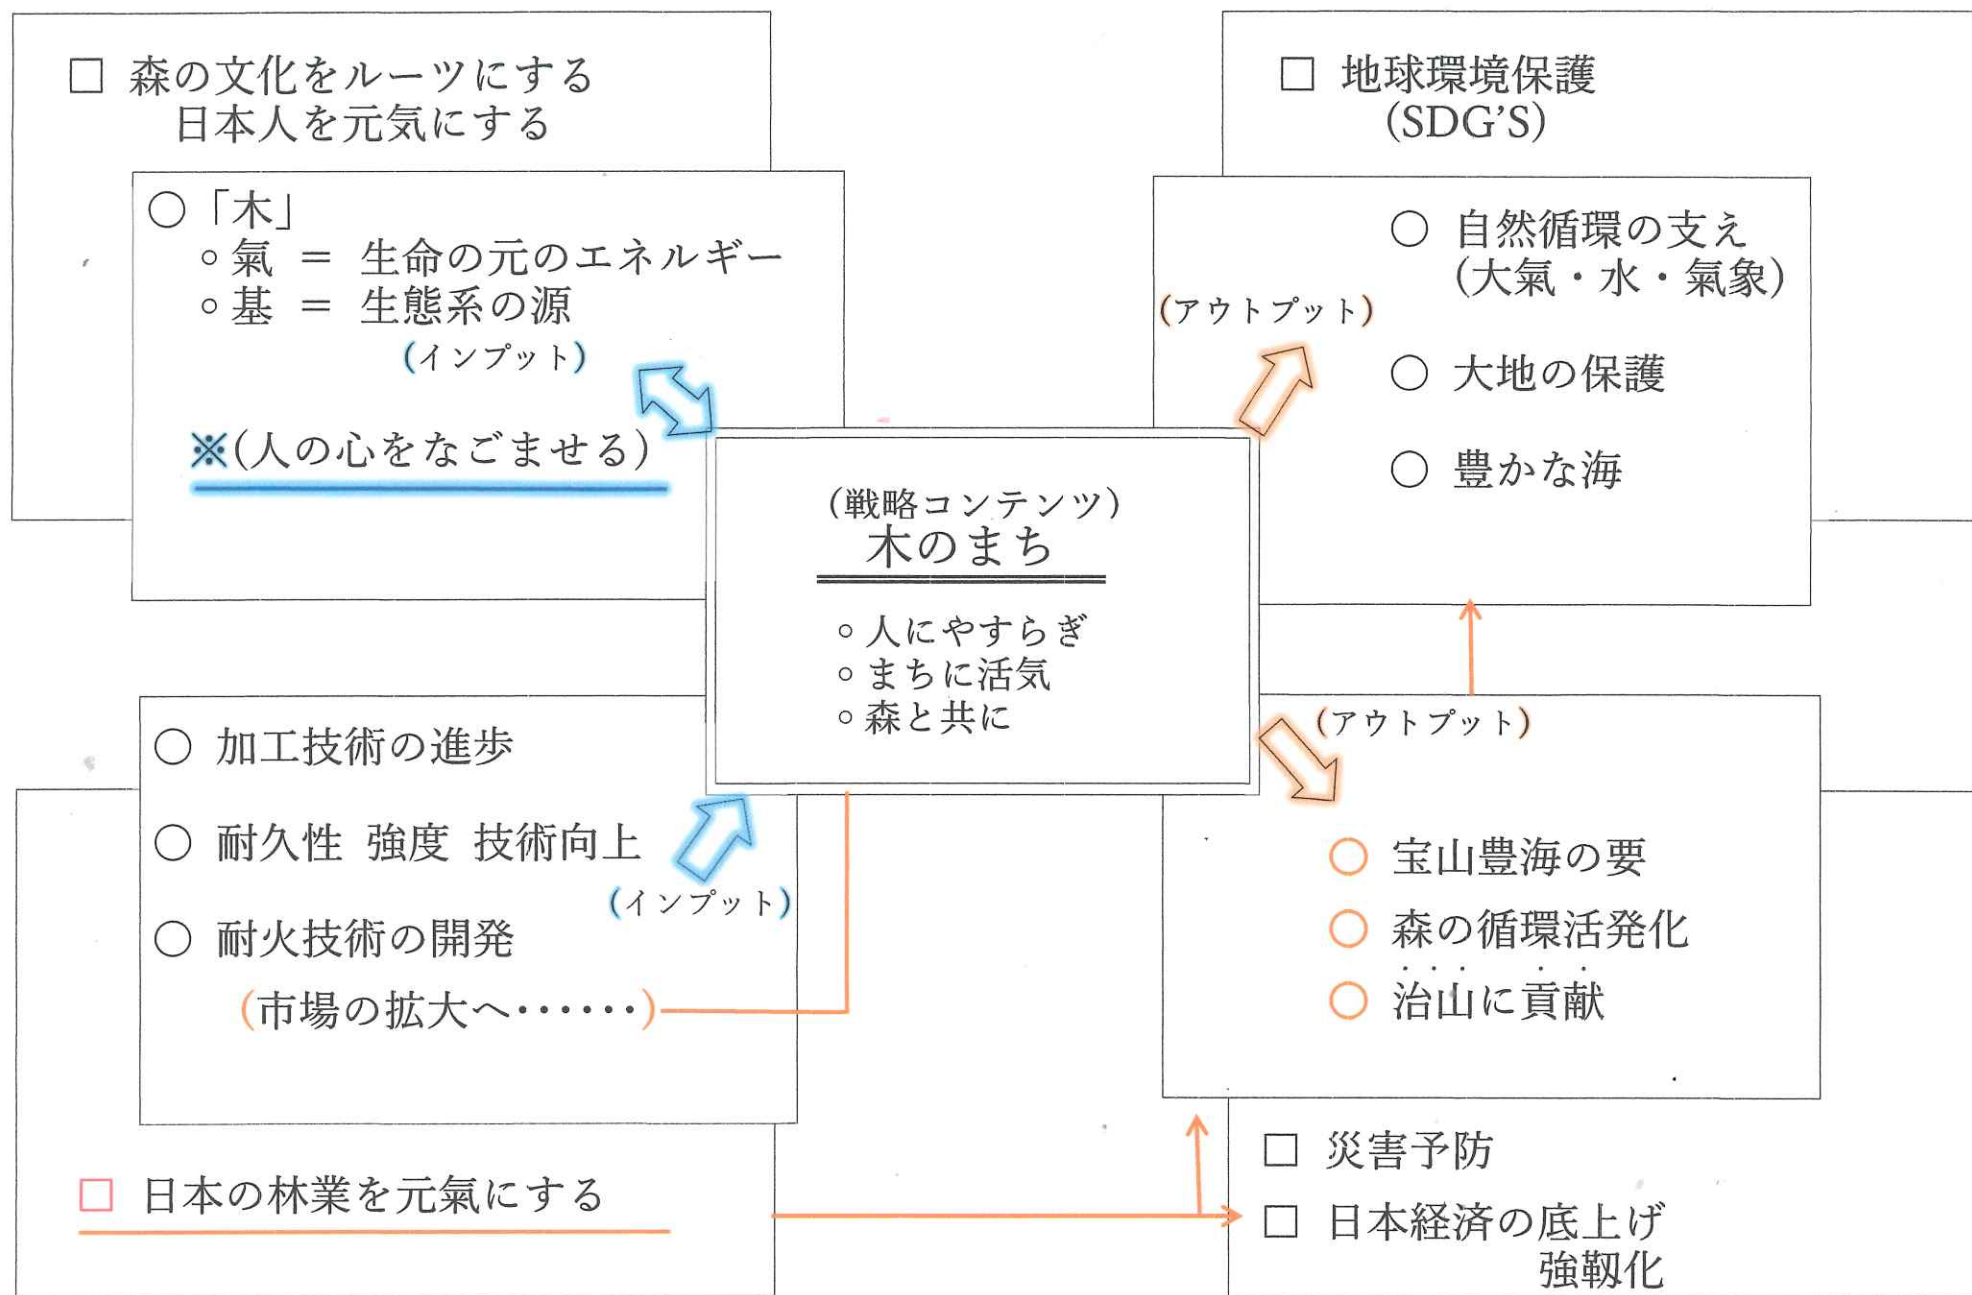 □ 森の文化をルーツにする
日本人を元気にする
○「木」
∘氣 ＝ 生命の元のエネルギー
∘基 ＝ 生態系の源
(インプット)
※(人の心をなごませる)
□ 地球環境保護
(SDG'S)
○ 自然循環の支え
(大氣・水・氣象)
(アウトプット)
○ 大地の保護
○ 豊かな海
(戦略コンテンツ)
木のまち
∘人にやすらぎ
∘まちに活気
∘森と共に
○ 加工技術の進歩
○ 耐久性 強度 技術向上
(インプット)
○ 耐火技術の開発
(市場の拡大へ‥‥‥)
□ 日本の林業を元氣にする
(アウトプット)
○ 宝山豊海の要
○ 森の循環活発化
○ 治山に貢献
□ 災害予防
□ 日本経済の底上げ
強靱化